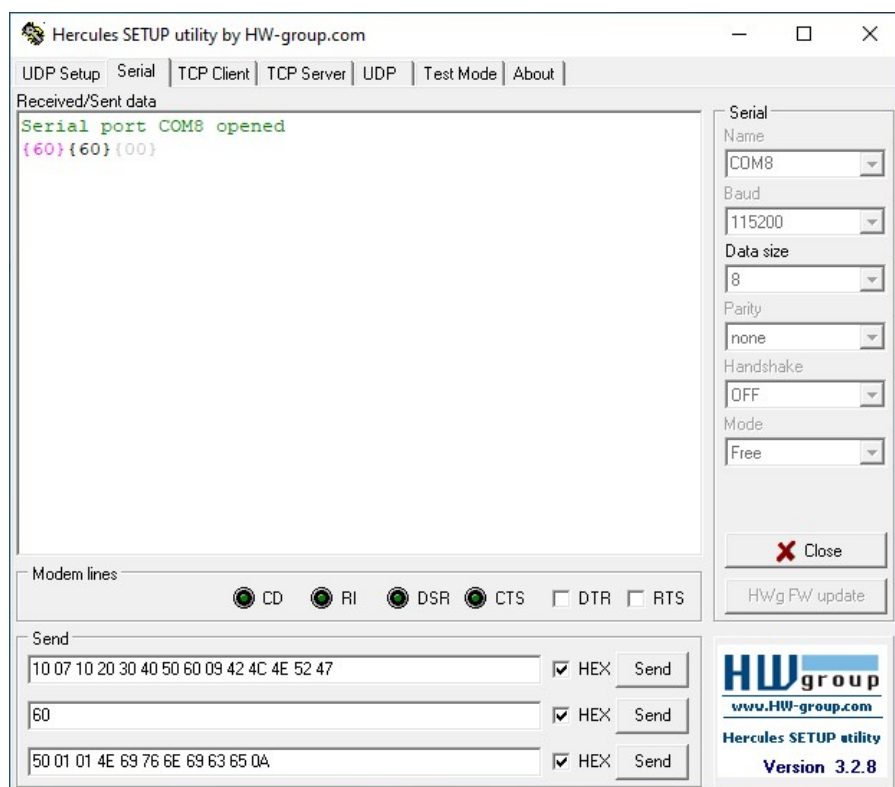 Hercules SETUP utility by HW-group.com
UDP Setup Serial TCP Client TCP Server UDP Test Mode About
Received/Sent data
Serial port COM8 opened
{60}{60}{00}
Serial
Name
COM8
Baud
115200
Data size
8
Parity
none
Handshake
OFF
Mode
Free
Close
HWg FW update
Modem lines
CD RI DSR CTS DTR RTS
Send
10 07 10 20 30 40 50 60 09 42 4C 4E 52 47 HEX Send
60 HEX Send
50 01 01 4E 69 76 6E 69 63 65 0A HEX Send
HWgroup
www.HW-group.com
Hercules SETUP utility
Version 3.2.8